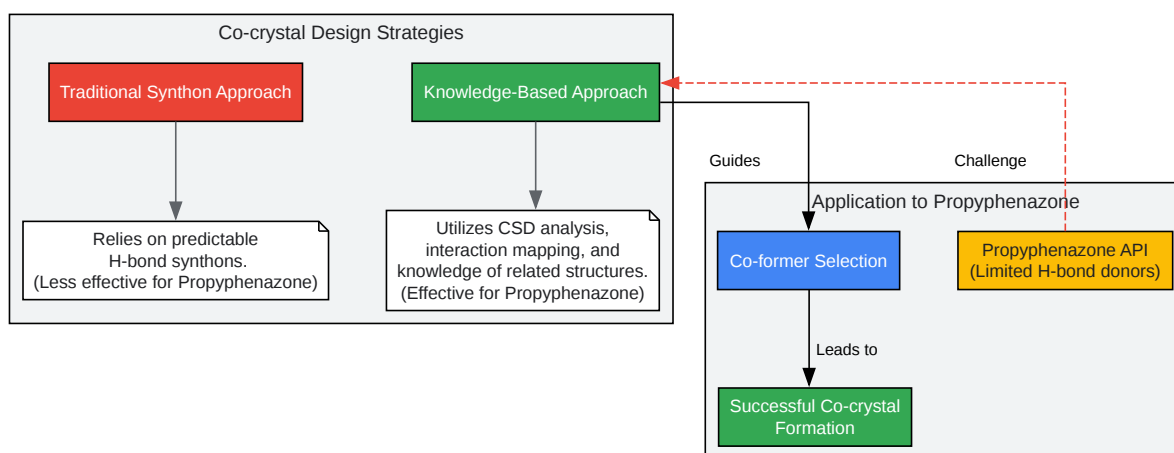 Co-crystal Design Strategies
Traditional Synthon Approach
Knowledge-Based Approach
Relies on predictable
H-bond synthons.
(Less effective for Propyphenazone)
Utilizes CSD analysis,
interaction mapping, and
knowledge of related structures.
(Effective for Propyphenazone)
Guides
Challenge
Application to Propyphenazone
Co-former Selection
Propyphenazone API
(Limited H-bond donors)
Leads to
Successful Co-crystal
Formation